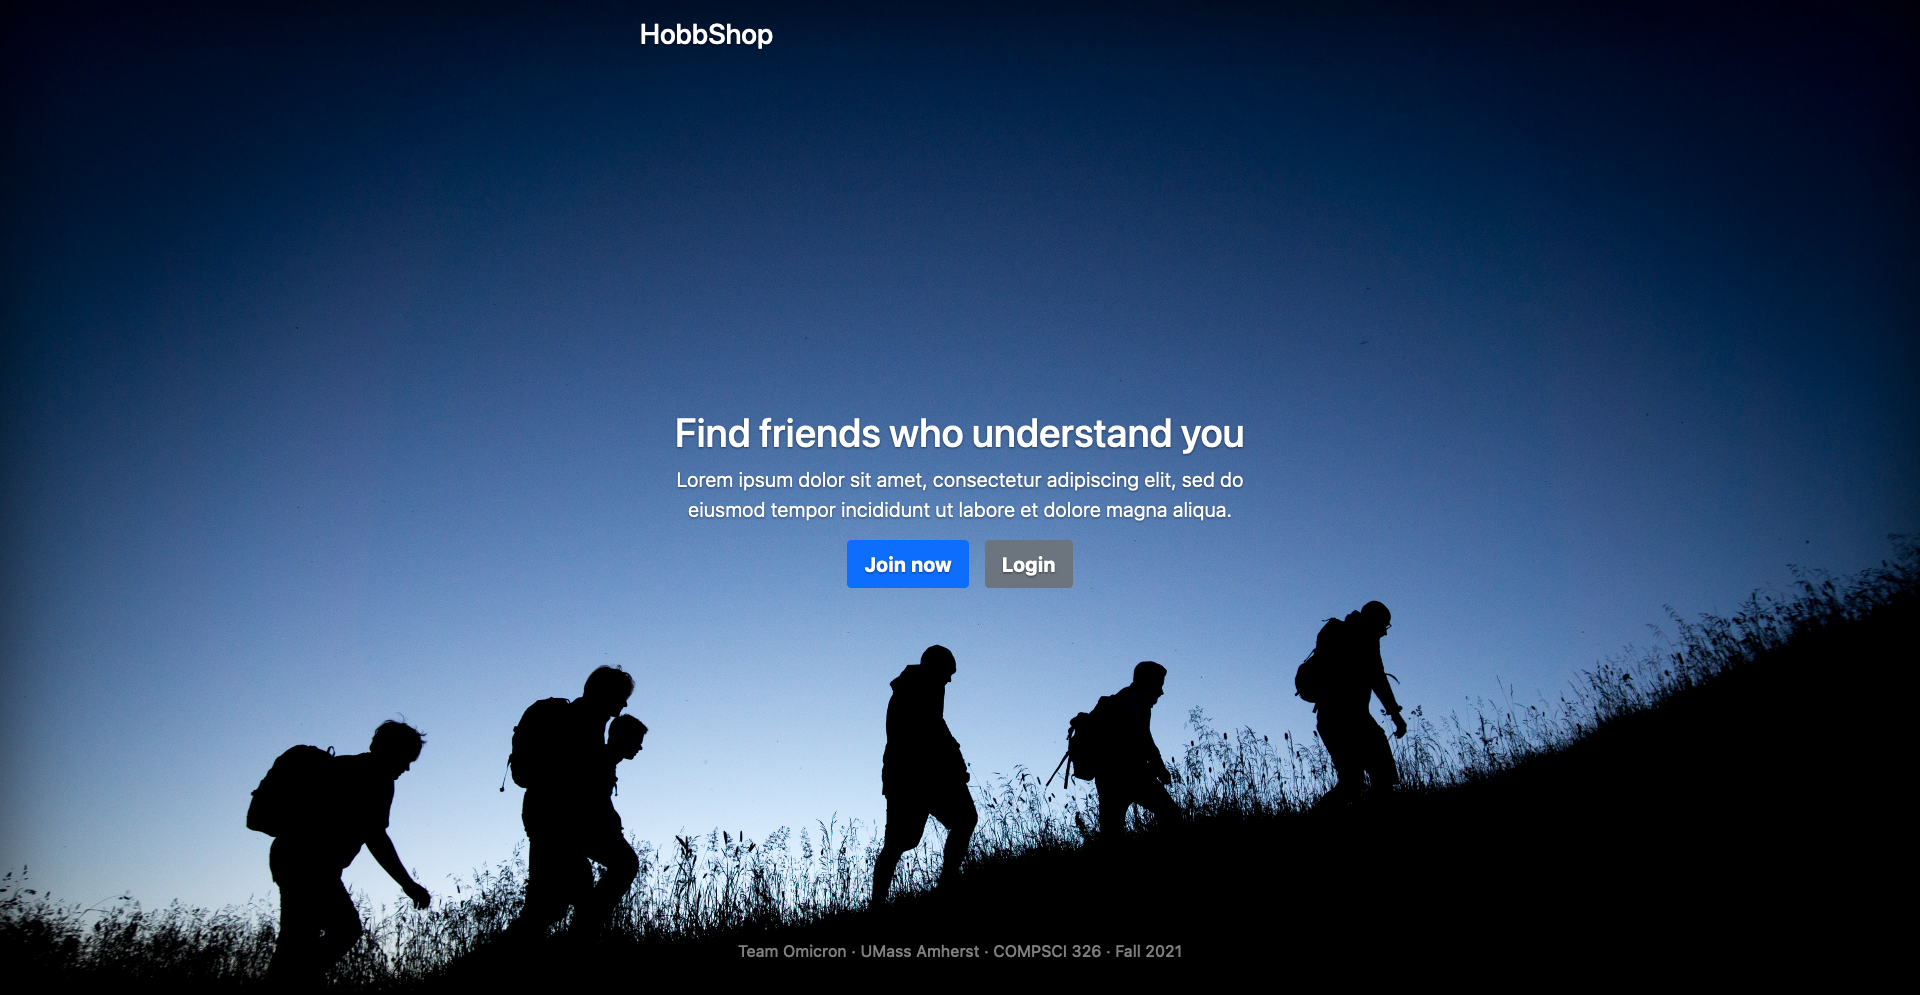 HobbShop
Find friends who understand you
Lorem ipsum dolor sit amet, consectetur adipiscing elit, sed do
eiusmod tempor incididunt ut labore et dolore magna aliqua.
Join now
Login
Team Omicron · UMass Amherst · COMPSCI 326 · Fall 2021